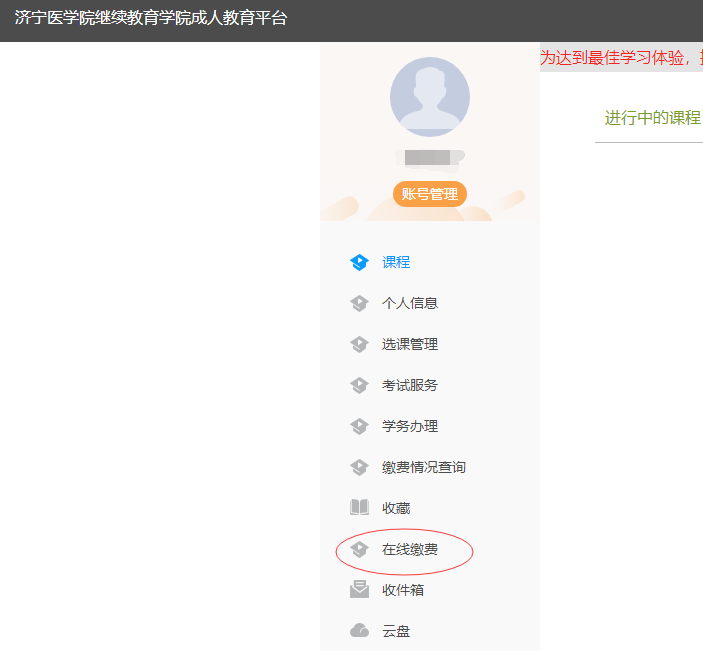 济宁医学院继续教育学院成人教育平台
为达到最佳学习体验，
账号管理
进行中的课程
课程
个人信息
选课管理
考试服务
学务办理
缴费情况查询
收藏
在线缴费
收件箱
云盘